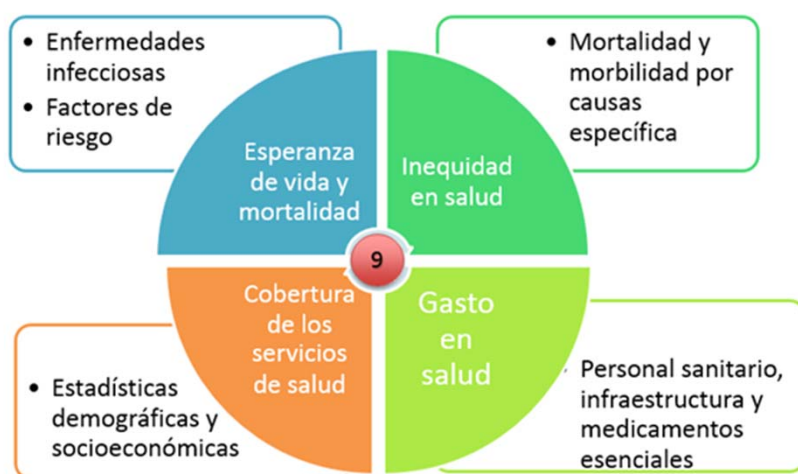 • Enfermedades
infecciosas
• Factores de
riesgo
• Mortalidad y
morbilidad por
causas
específica
Esperanza
de vida y
mortalidad
Inequidad
en salud
9
Cobertura
de los
servicios
de salud
Gasto
en
salud
• Estadísticas
demográficas y
socioeconómicas
Personal sanitario,
infraestructura y
medicamentos
esenciales